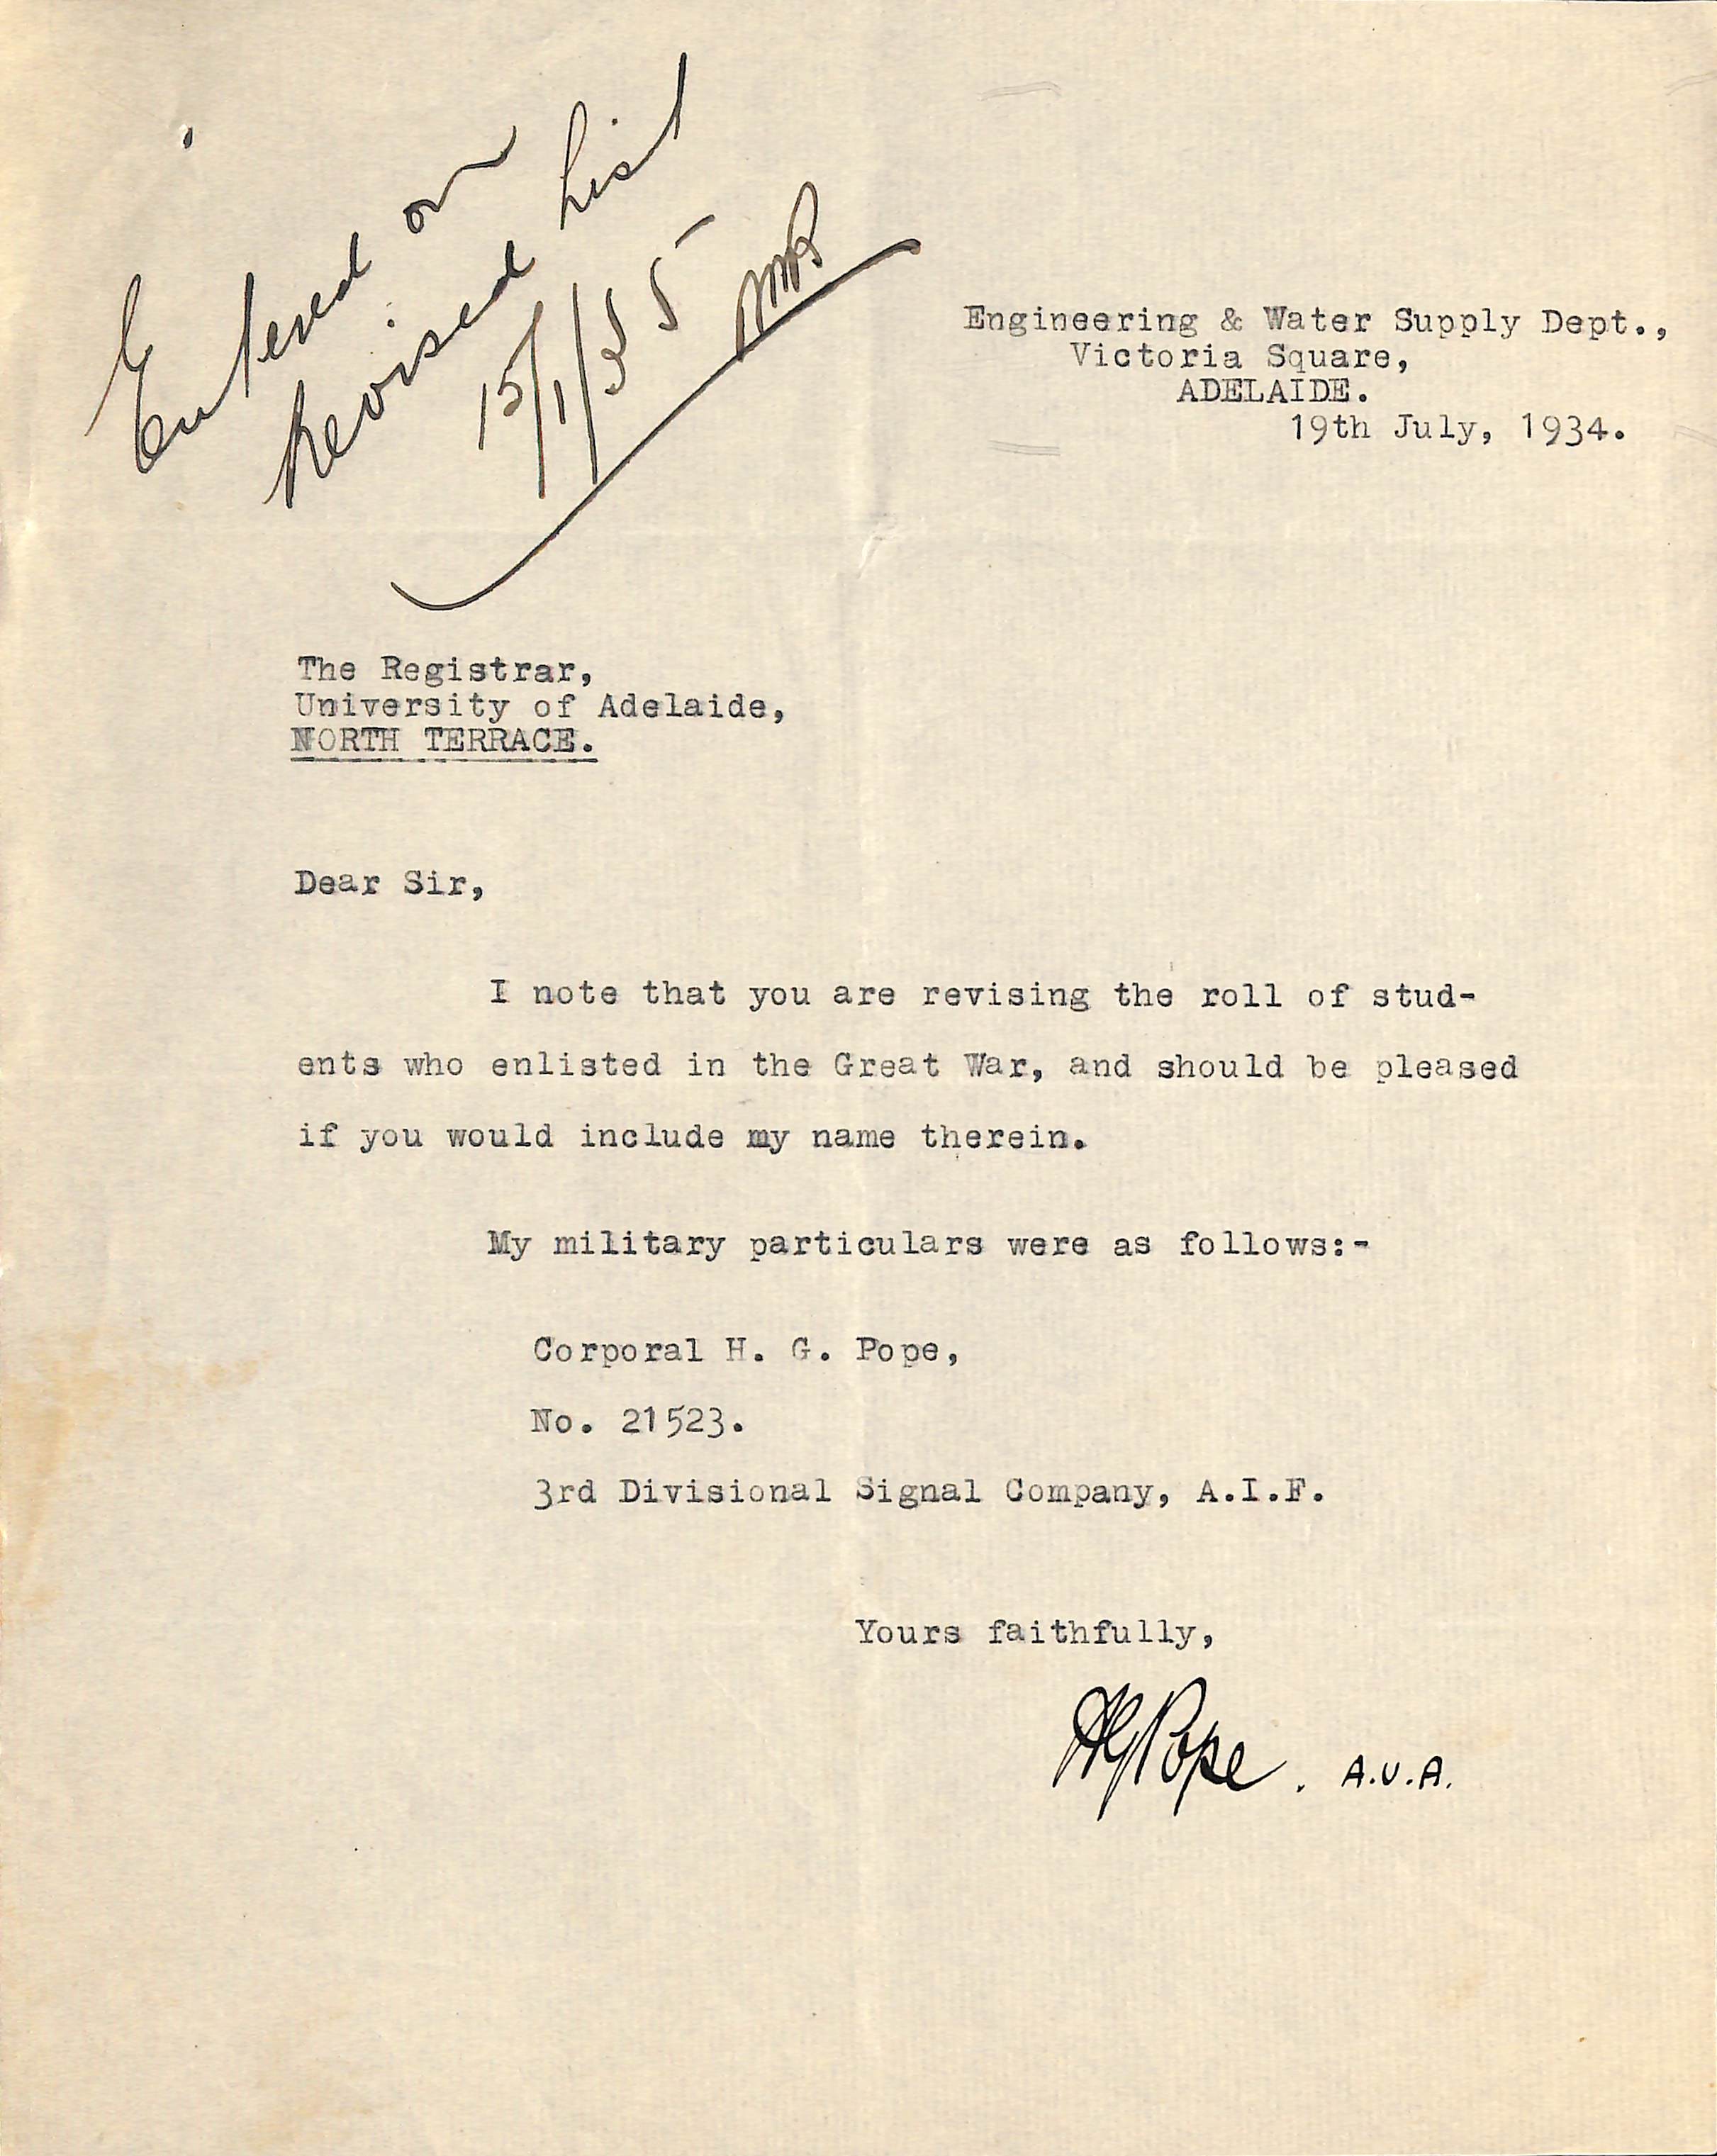 Entered on
Revised List
15/1/35
Engineering & Water Supply Dept.,
Victoria Square,
ADELAIDE.
19th July, 1934.
The Registrar,
University of Adelaide,
NORTH TERRACE.
Dear Sir,
I note that you are revising the roll of stud-
ents who enlisted in the Great War, and should be pleased
if you would include my name therein.
My military particulars were as follows:-
Corporal H. G. Pope,
No. 21523.
3rd Divisional Signal Company, A.I.F.
Yours faithfully,
HGPope. A.U.A.